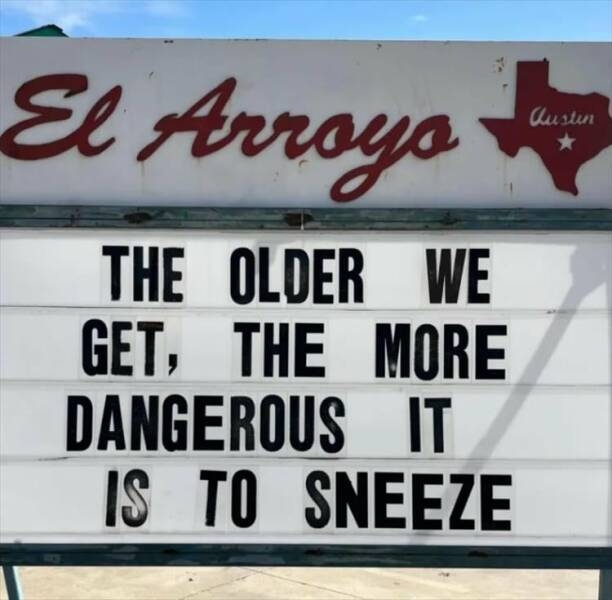 El Arroyo
Austin
THE OLDER WE
GET, THE MORE
DANGEROUS IT
IS TO SNEEZE